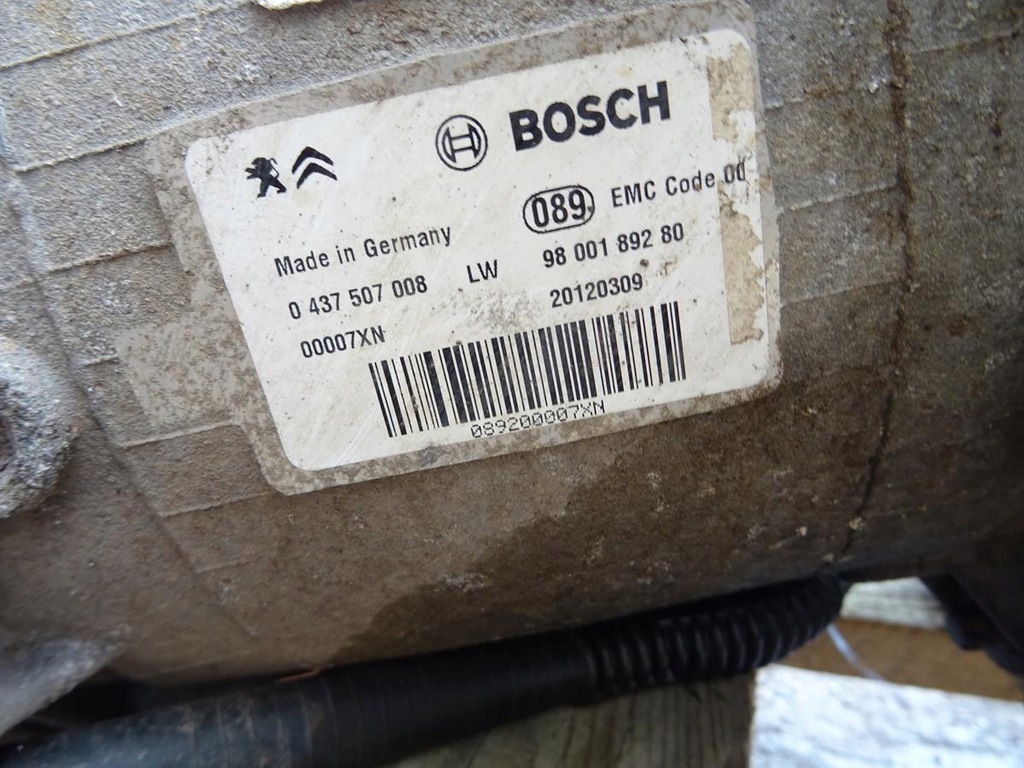 BOSCH
089 EMC Code 00
Made in Germany
0 437 507 008 LW 98 001 892 80
00007XN 20120309
089200007XN